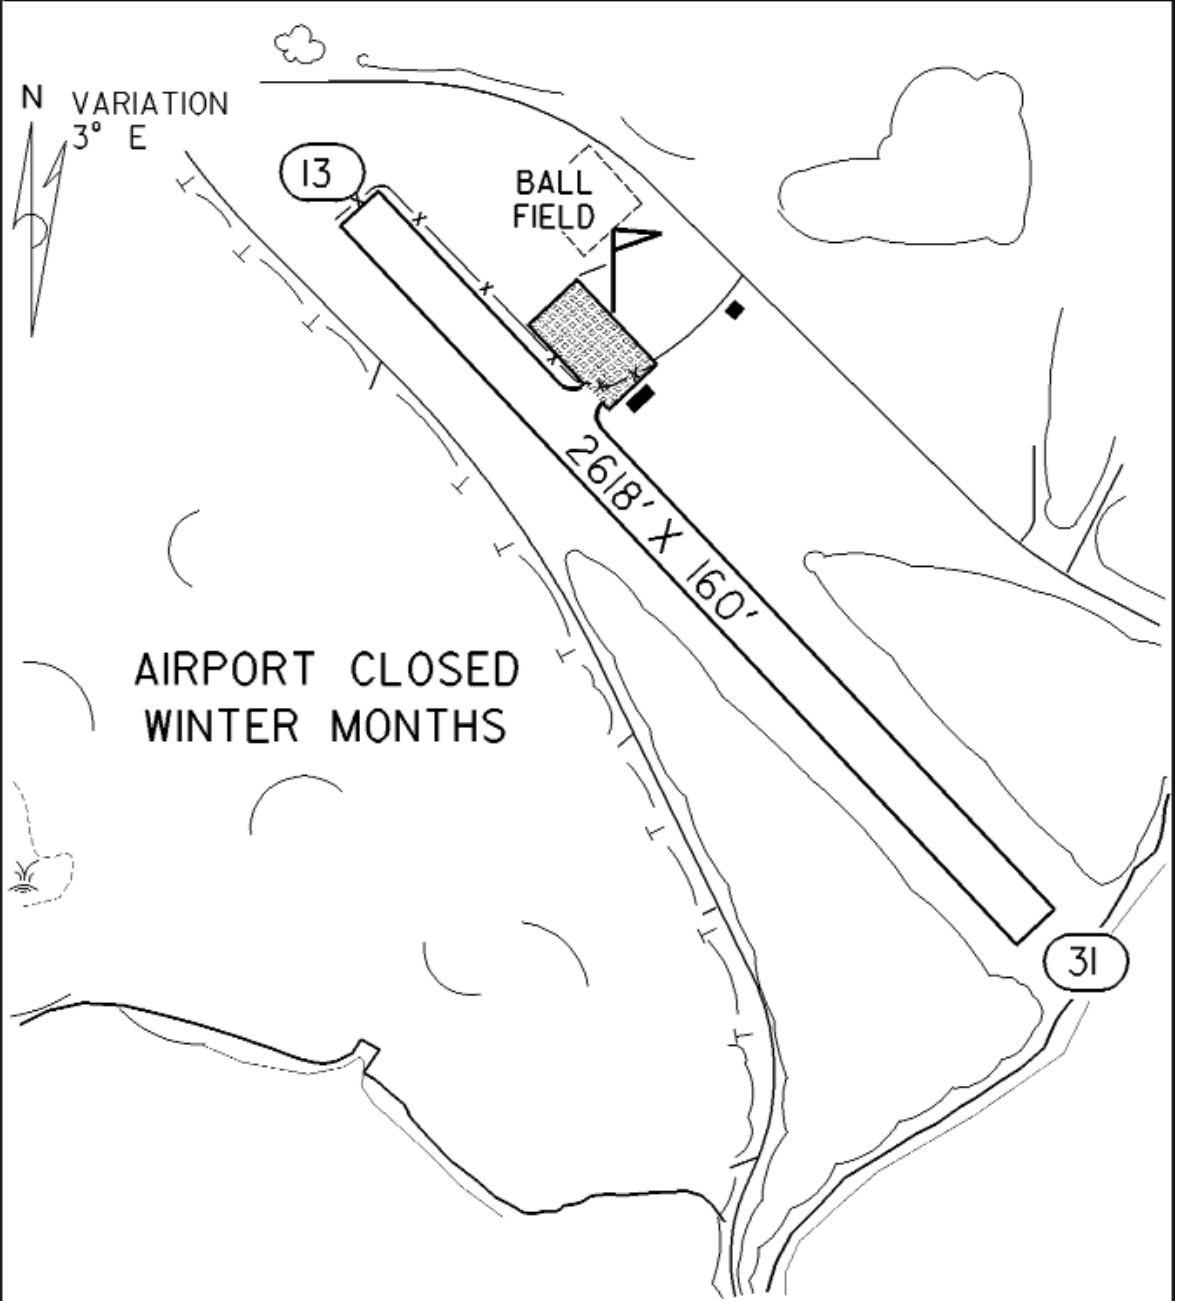 N
VARIATION
3° E
13
BALL
FIELD
2618' X 160'
AIRPORT CLOSED
WINTER MONTHS
31